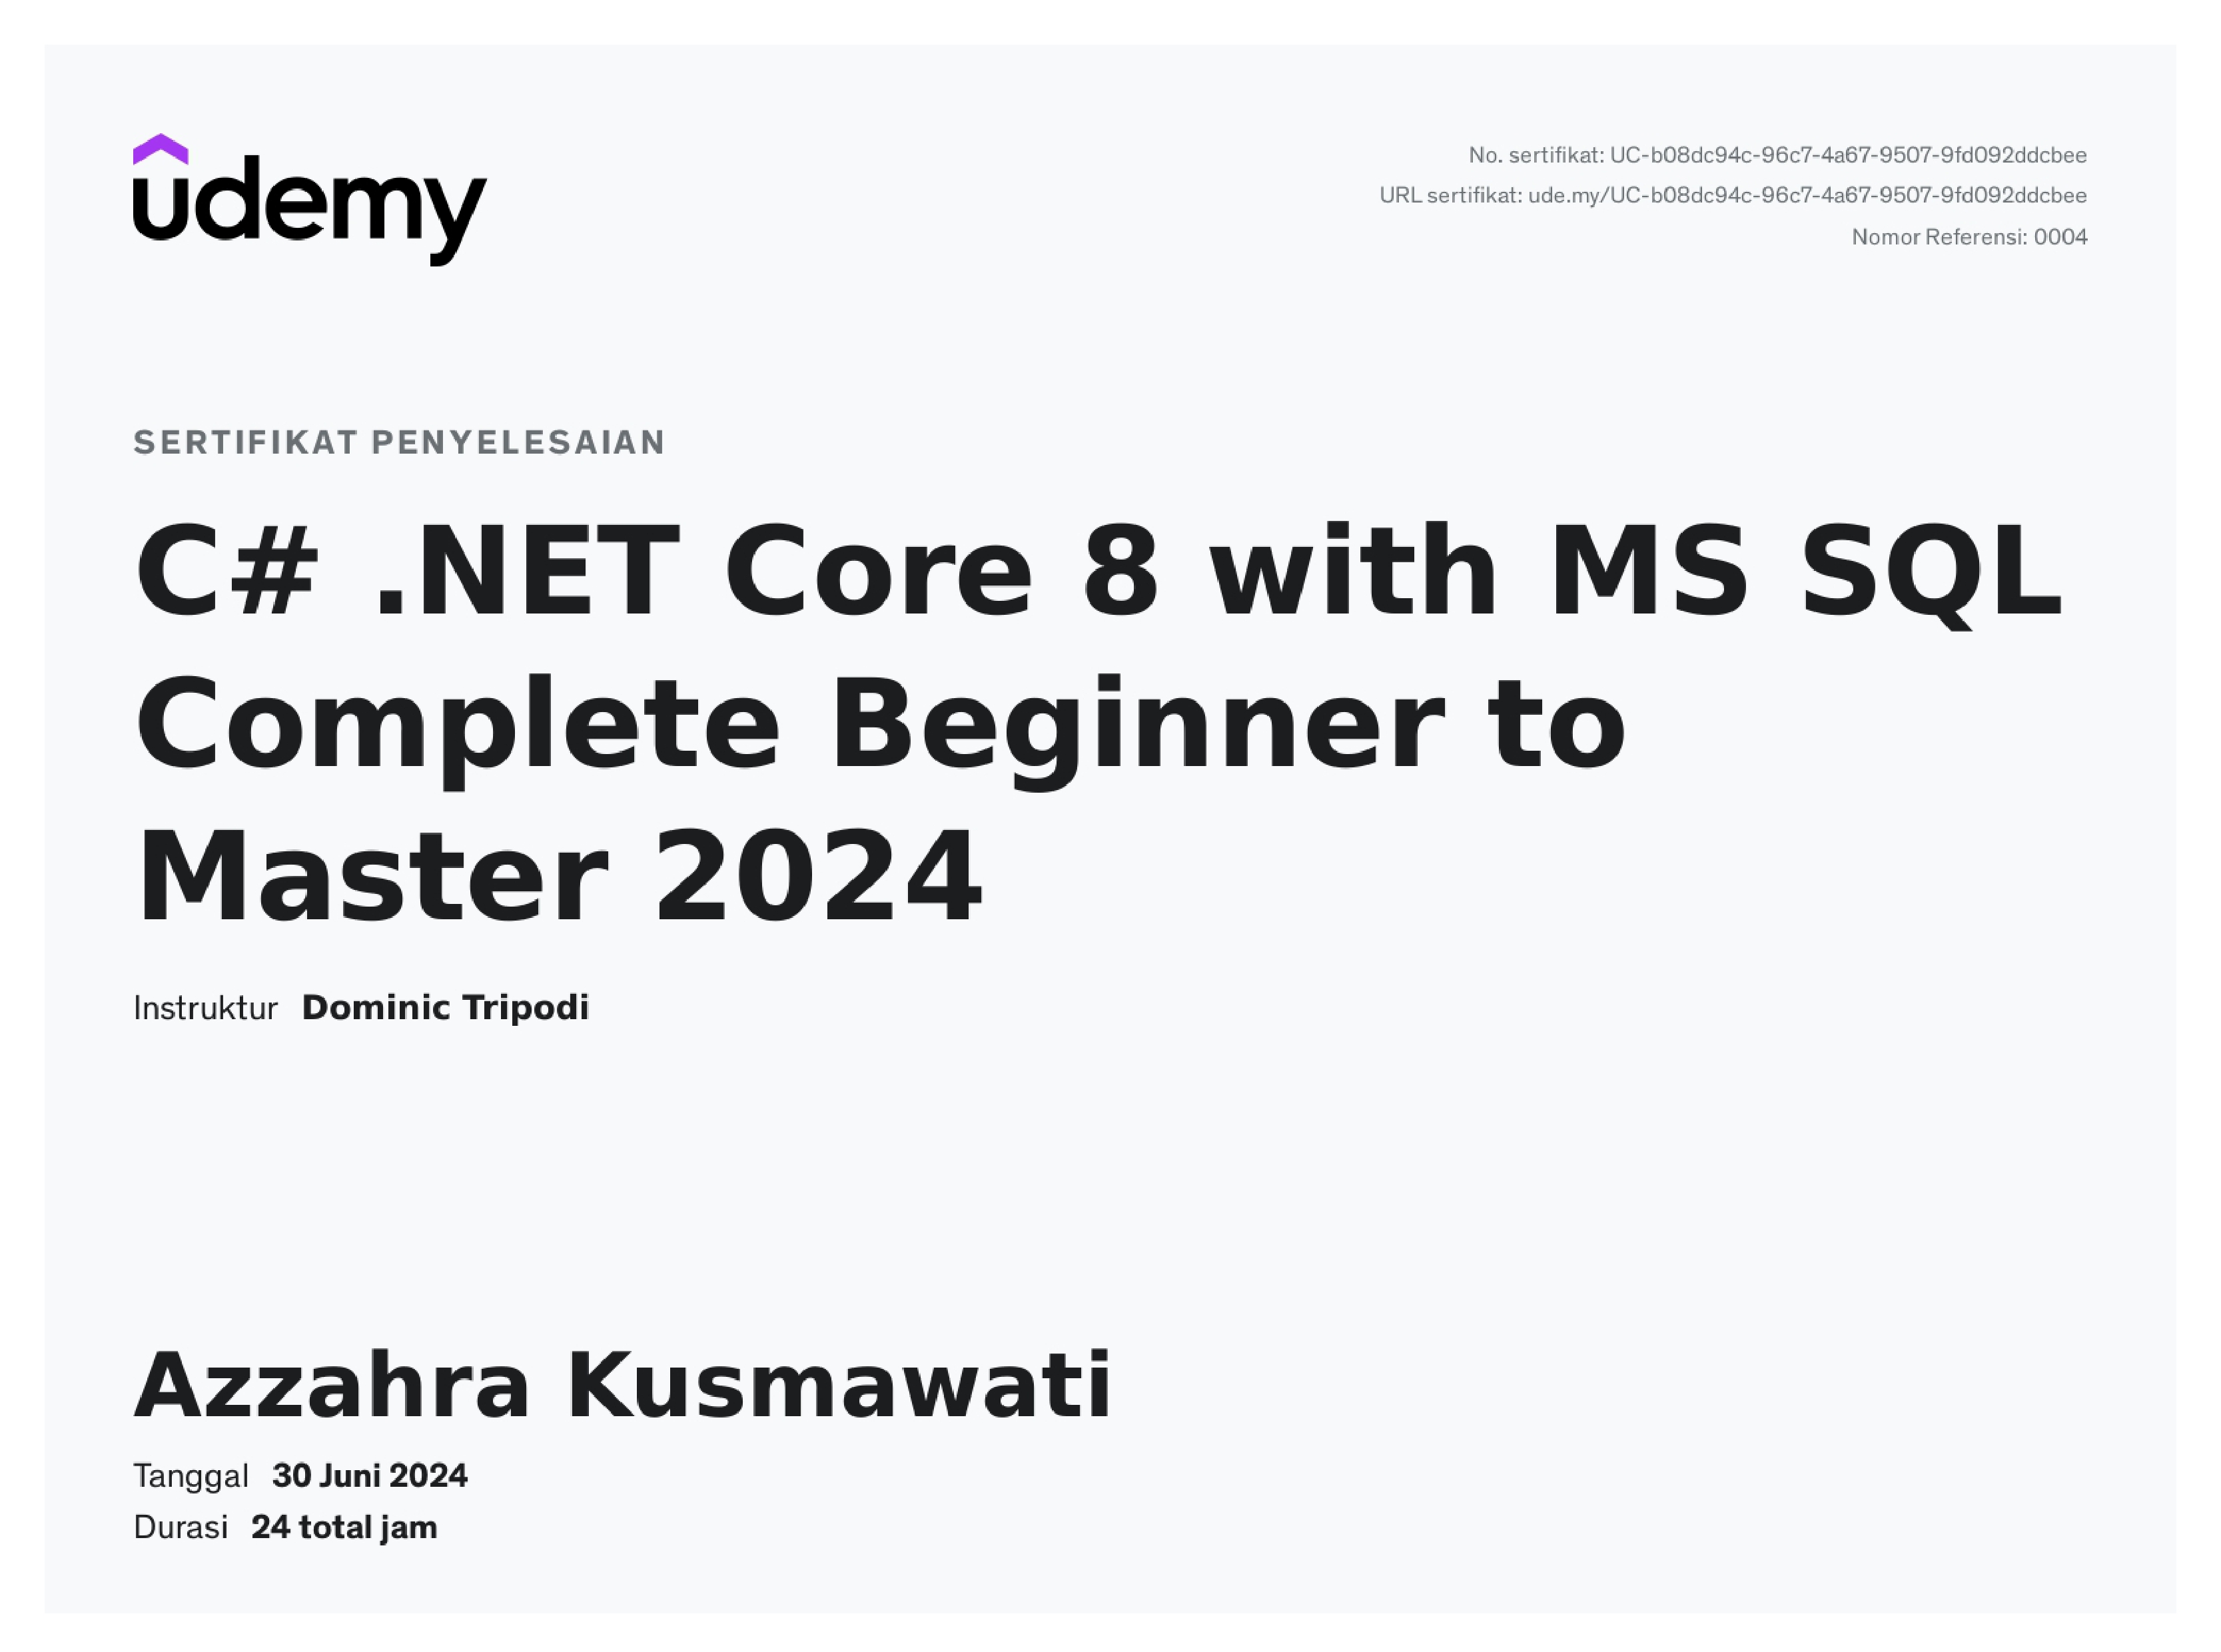 udemy
No. sertifikat: UC-b08dc94c-96c7-4a67-9507-9fd092ddcbee
URL sertifikat: ude.my/UC-b08dc94c-96c7-4a67-9507-9fd092ddcbee
Nomor Referensi: 0004
SERTIFIKAT PENYELESAIAN
C# .NET Core 8 with MS SQL
Complete Beginner to
Master 2024
Instruktur Dominic Tripodi
Azzahra Kusmawati
Tanggal 30 Juni 2024
Durasi 24 total jam